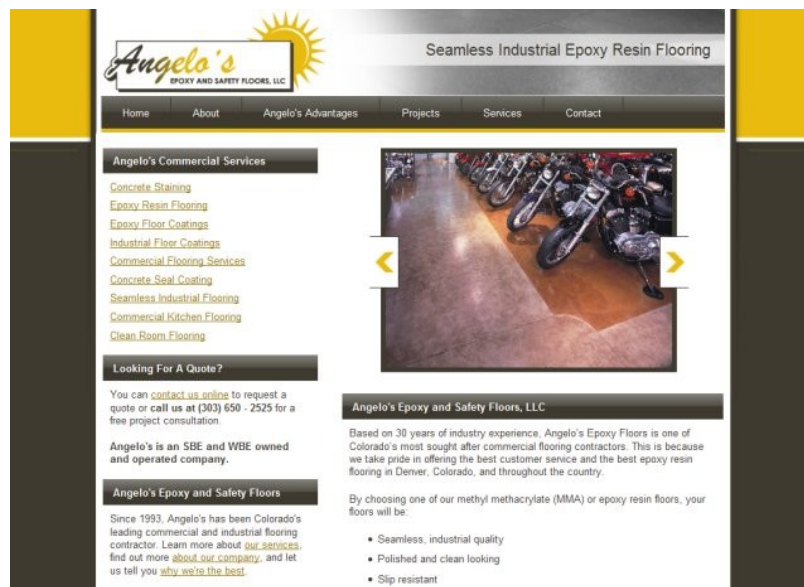 Angelo's
EPOXY AND SAFETY FLOORS, LLC
Seamless Industrial Epoxy Resin Flooring
Home About Angelo's Advantages Projects Services Contact
Angelo's Commercial Services
Concrete Staining
Epoxy Resin Flooring
Epoxy Floor Coatings
Industrial Floor Coatings
Commercial Flooring Services
Concrete Seal Coating
Seamless Industrial Flooring
Commercial Kitchen Flooring
Clean Room Flooring
Looking For A Quote?
You can contact us online to request a
quote or call us at (303) 650 - 2525 for a
free project consultation.
Angelo's is an SBE and WBE owned
and operated company.
Angelo's Epoxy and Safety Floors
Since 1993, Angelo's has been Colorado's
leading commercial and industrial flooring
contractor. Learn more about our services,
find out more about our company, and let
us tell you why we're the best.
Angelo's Epoxy and Safety Floors, LLC
Based on 30 years of industry experience, Angelo's Epoxy Floors is one of
Colorado's most sought after commercial flooring contractors. This is because
we take pride in offering the best customer service and the best epoxy resin
flooring in Denver, Colorado, and throughout the country.
By choosing one of our methyl methacrylate (MMA) or epoxy resin floors, your
floors will be:
• Seamless, industrial quality
• Polished and clean looking
• Slip resistant